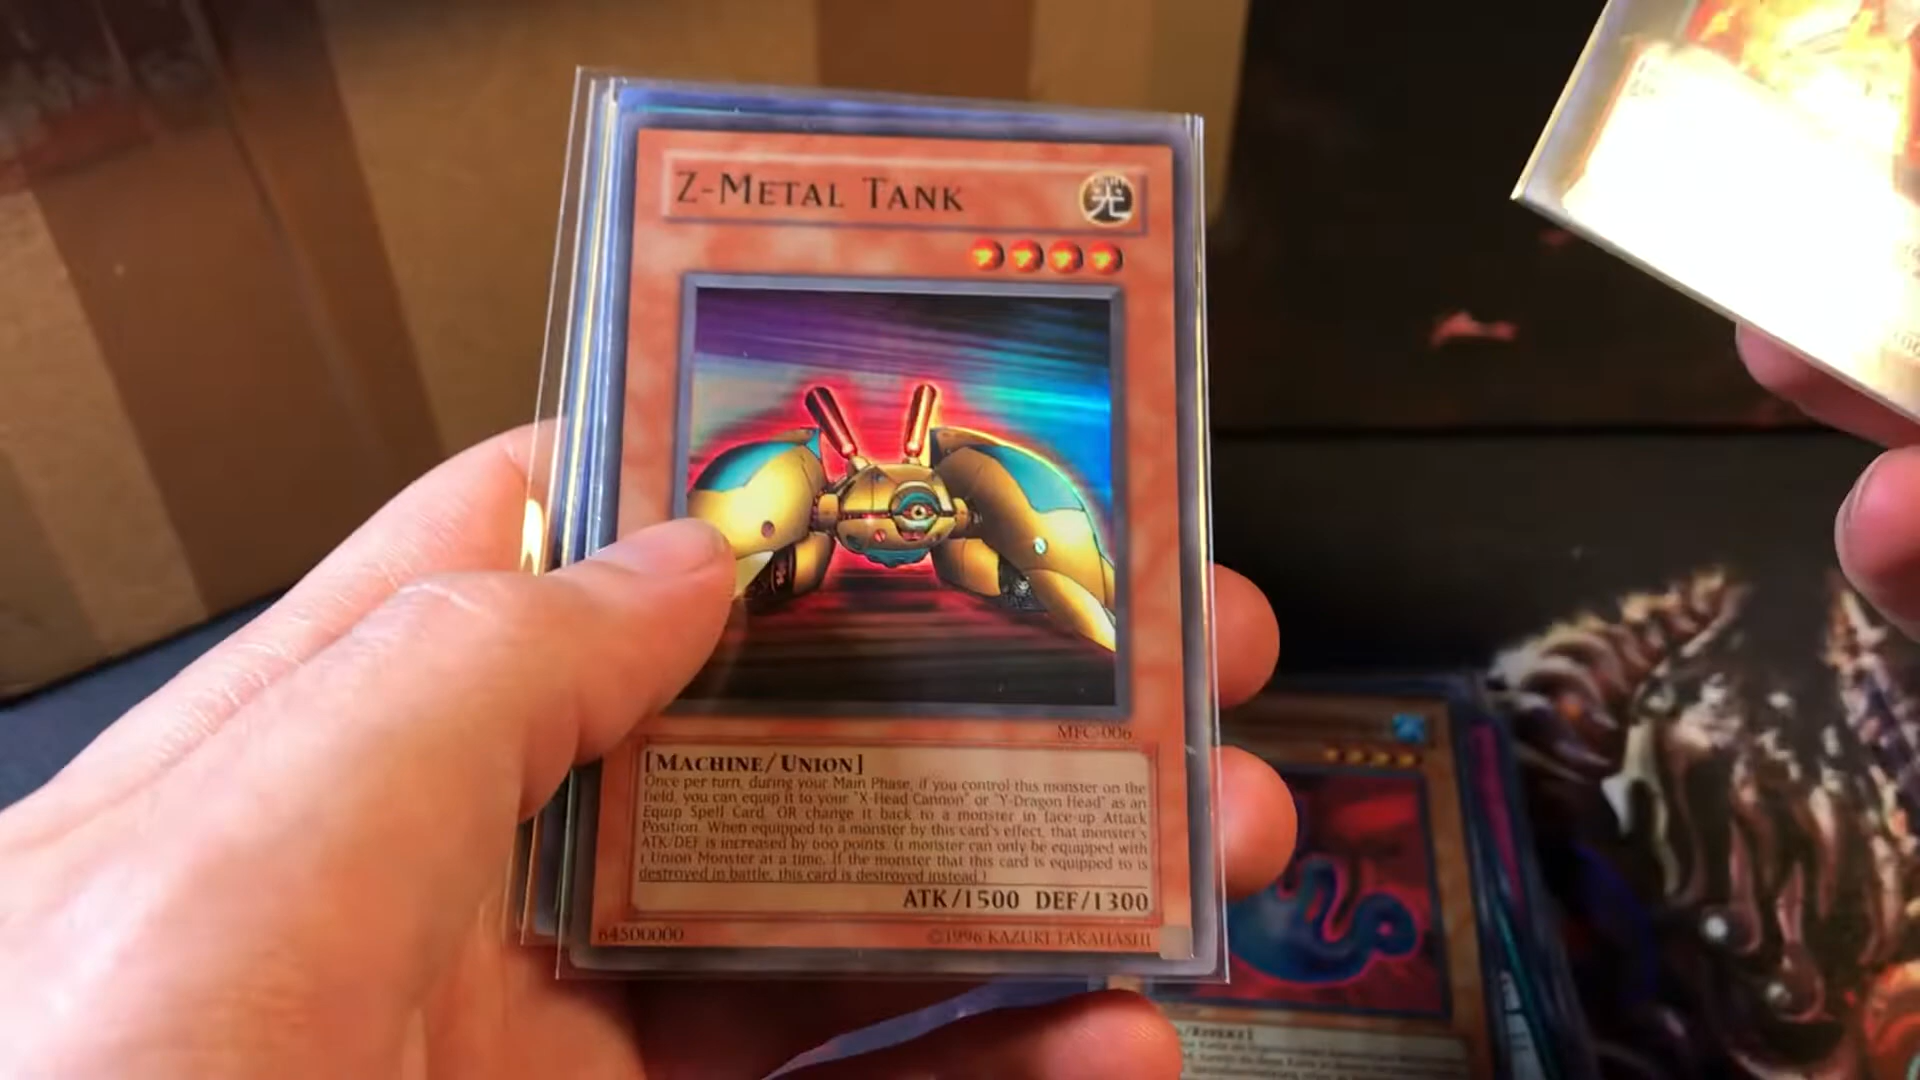 Z-METAL TANK
光
MFC-006
[MACHINE/UNION]
Once per turn, during your Main Phase, if you control this monster on the
field, you can equip it to your "X-Head Cannon" or "Y-Dragon Head" as an
Equip Spell Card, OR change it back to a monster in face-up Attack
Position. When equipped to a monster by this card's effect, that monster's
ATK/DEF is increased by 600 points. (1 monster can only be equipped with
1 Union Monster at a time. If the monster that this card is equipped to is
destroyed in battle, this card is destroyed instead.)
ATK/1500 DEF/1300
64500000
©1996 KAZUKI TAKAHASHI